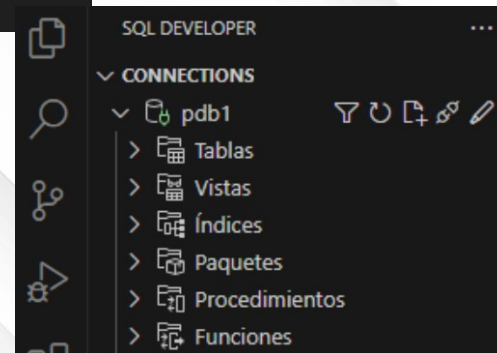 SQL DEVELOPER
CONNECTIONS
pdb1
Tablas
Vistas
Índices
Paquetes
Procedimientos
Funciones